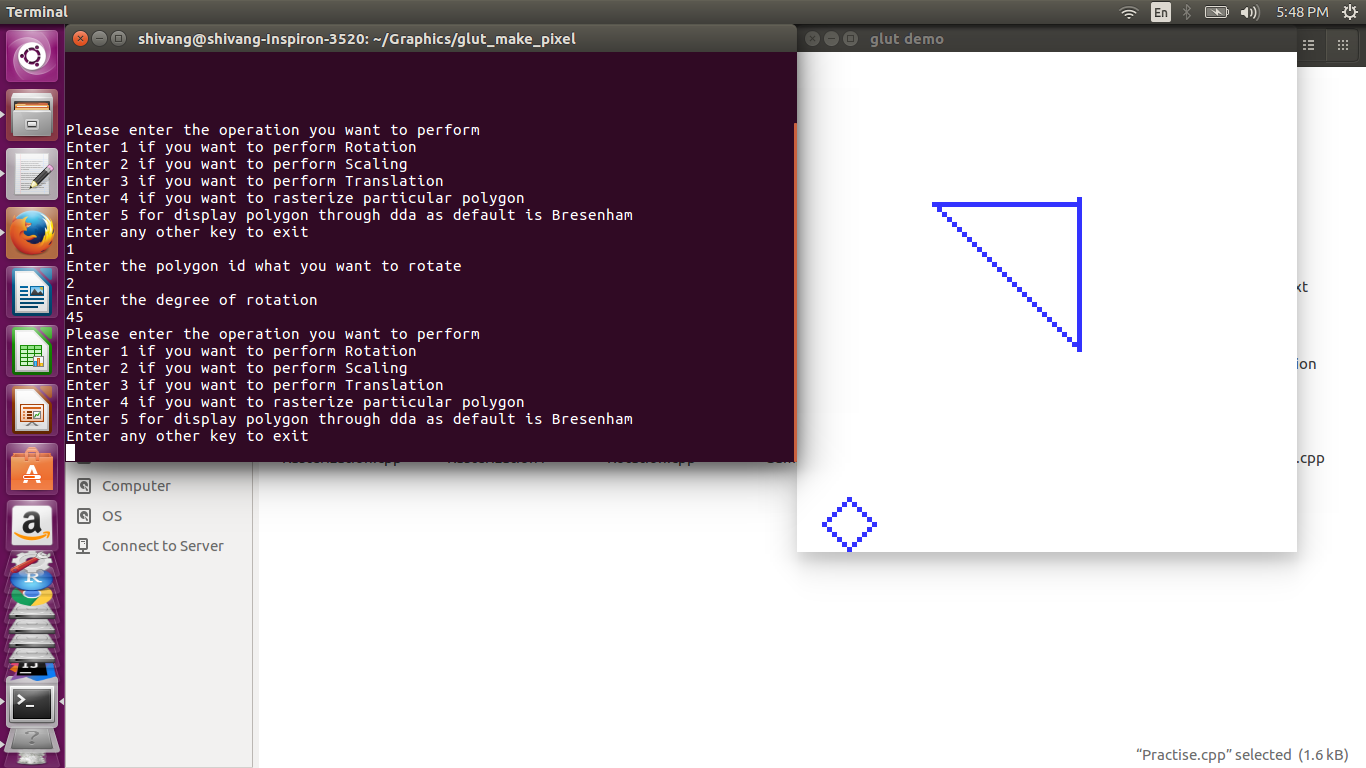 Terminal
En
5:48 PM
shivang@shivang-Inspiron-3520: ~/Graphics/glut_make_pixel
glut demo
Please enter the operation you want to perform
Enter 1 if you want to perform Rotation
Enter 2 if you want to perform Scaling
Enter 3 if you want to perform Translation
Enter 4 if you want to rasterize particular polygon
Enter 5 for display polygon through dda as default is Bresenham
Enter any other key to exit
1
Enter the polygon id what you want to rotate
2
Enter the degree of rotation
45
Please enter the operation you want to perform
Enter 1 if you want to perform Rotation
Enter 2 if you want to perform Scaling
Enter 3 if you want to perform Translation
Enter 4 if you want to rasterize particular polygon
Enter 5 for display polygon through dda as default is Bresenham
Enter any other key to exit
xt
ion
.cpp
Computer
OS
Connect to Server
“Practise.cpp” selected (1.6 kB)